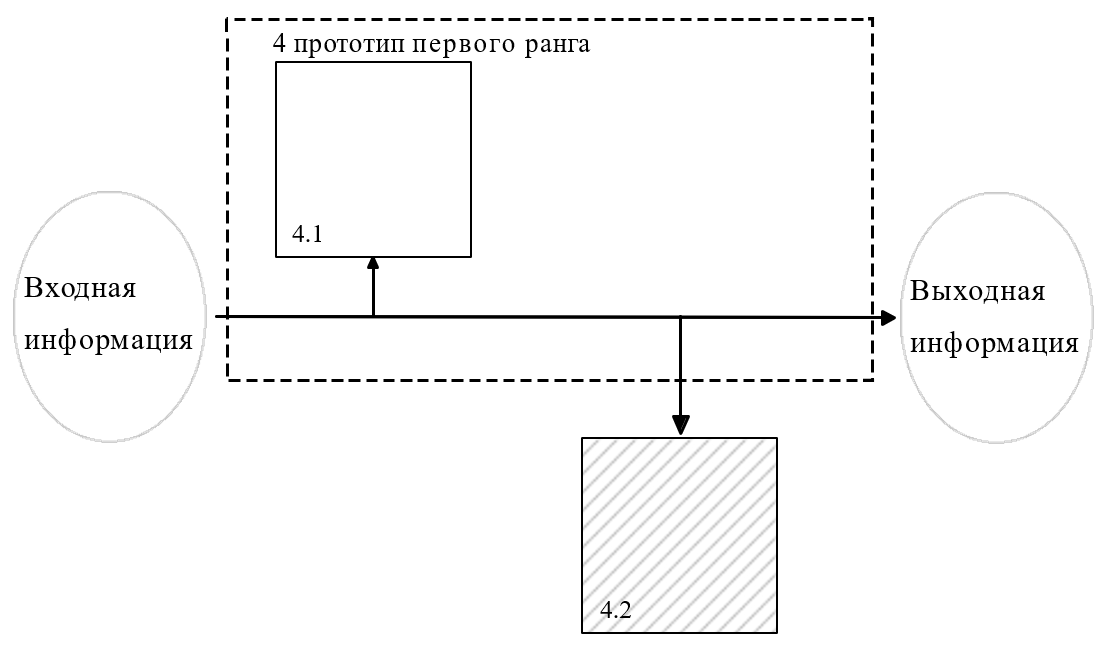 4 прототип первого ранга
4.1
Входная
информация
Выходная
информация
4.2